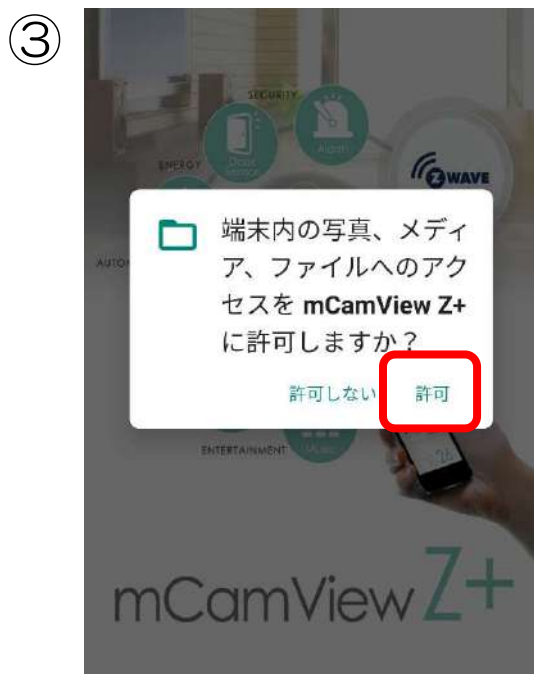 ③
SECURITY
ENERGY
Door
Sensor
Alarm
Z WAVE
端末内の写真、メディ
ア、ファイルへのアク
セスを mCamView Z+
に許可しますか？
許可しない
許可
ENTERTAINMENT
26
mCamView Z+